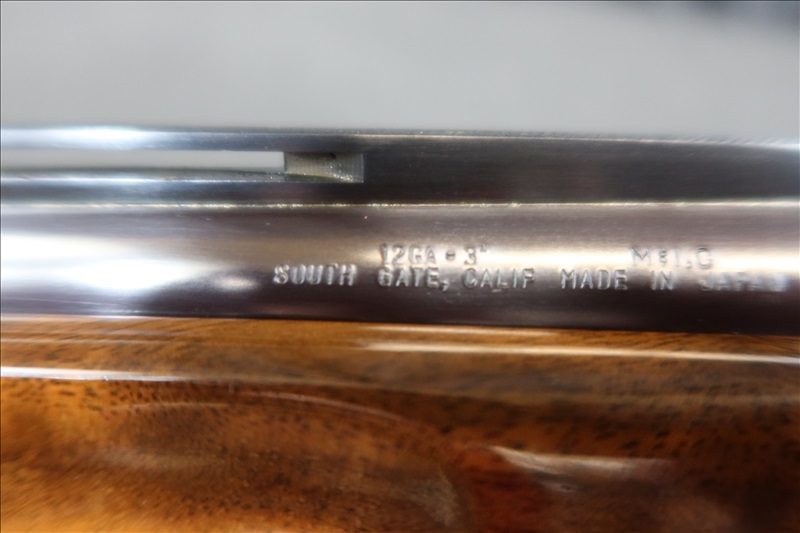 12GA • 3"
SOUTH GATE, CALIF MADE IN JAPAN